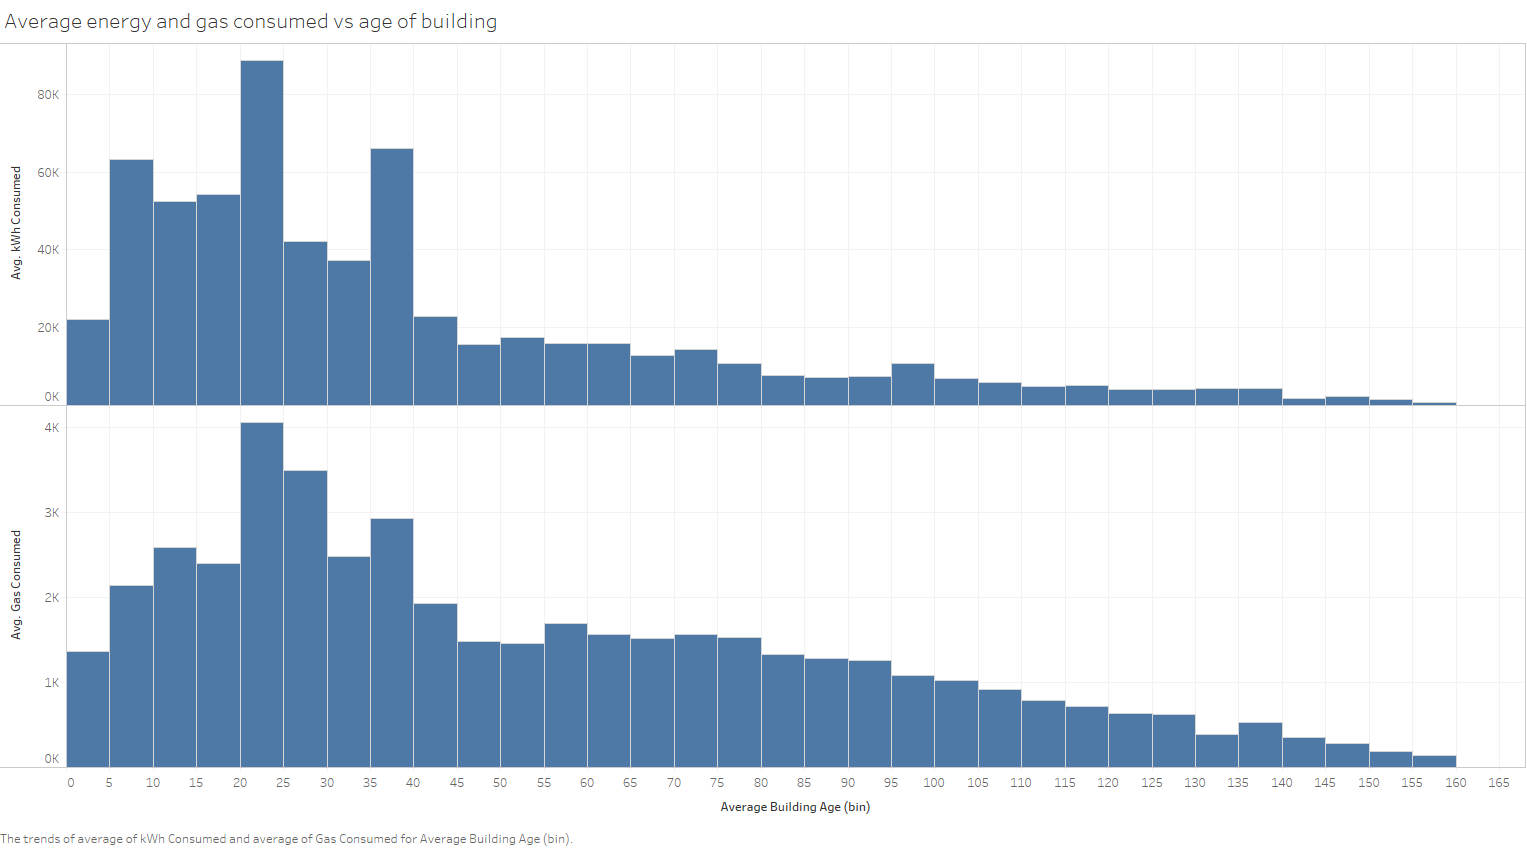 Average energy and gas consumed vs age of building
80K
60K
40K
20K
0K
Avg. kWh Consumed
4K
3K
2K
1K
0K
Avg. Gas Consumed
0 5 10 15 20 25 30 35 40 45 50 55 60 65 70 75 80 85 90 95 100 105 110 115 120 125 130 135 140 145 150 155 160 165
Average Building Age (bin)
The trends of average of kWh Consumed and average of Gas Consumed for Average Building Age (bin).